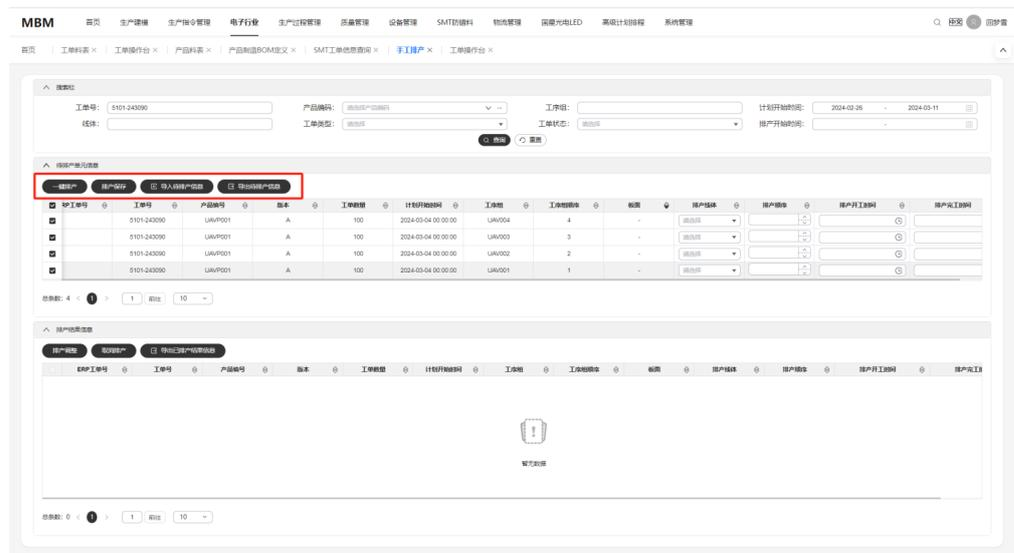 MBM 首页 生产建模 生产指令管理 电子行业 生产过程管理 质量管理 设备管理 SMT防错料 物流管理 国星光电LED 高级计划排程 系统管理 中文 回梦雪
首页 工单料表 × 工单操作台 × 产品料表 × 产品制造BOM定义 × SMT工单信息查询 × 手工排产 × 工单操作台 ×
搜索栏
工单号: 5101-243090 产品编码: 请选择产品编码 工序组: 计划开始时间: 2024-02-26 - 2024-03-11
线体: 工单类型: 请选择 工单状态: 请选择 排产开始时间: -
查询 重置
待排产单元信息
一键排产 排产保存 导入待排产信息 导出待排产信息
RP工单号 工单号 产品编号 版本 工单数量 计划开始时间 工序组 工序组顺序 板面 排产线体 排产顺序 排产开工时间 排产完工时间
5101-243090 UAVP001 A 100 2024-03-04 00:00:00 UAV004 4 - 请选择
5101-243090 UAVP001 A 100 2024-03-04 00:00:00 UAV003 3 - 请选择
5101-243090 UAVP001 A 100 2024-03-04 00:00:00 UAV002 2 - 请选择
5101-243090 UAVP001 A 100 2024-03-04 00:00:00 UAV001 1 - 请选择
总条数: 4 < 1 > 1 前往 10
排产结果信息
排产调整 取消排产 导出已排产结果信息
ERP工单号 工单号 产品编号 版本 工单数量 计划开始时间 工序组 工序组顺序 板面 排产线体 排产顺序 排产开工时间 排产完工时
暂无数据
总条数: 0 < 1 > 1 前往 10